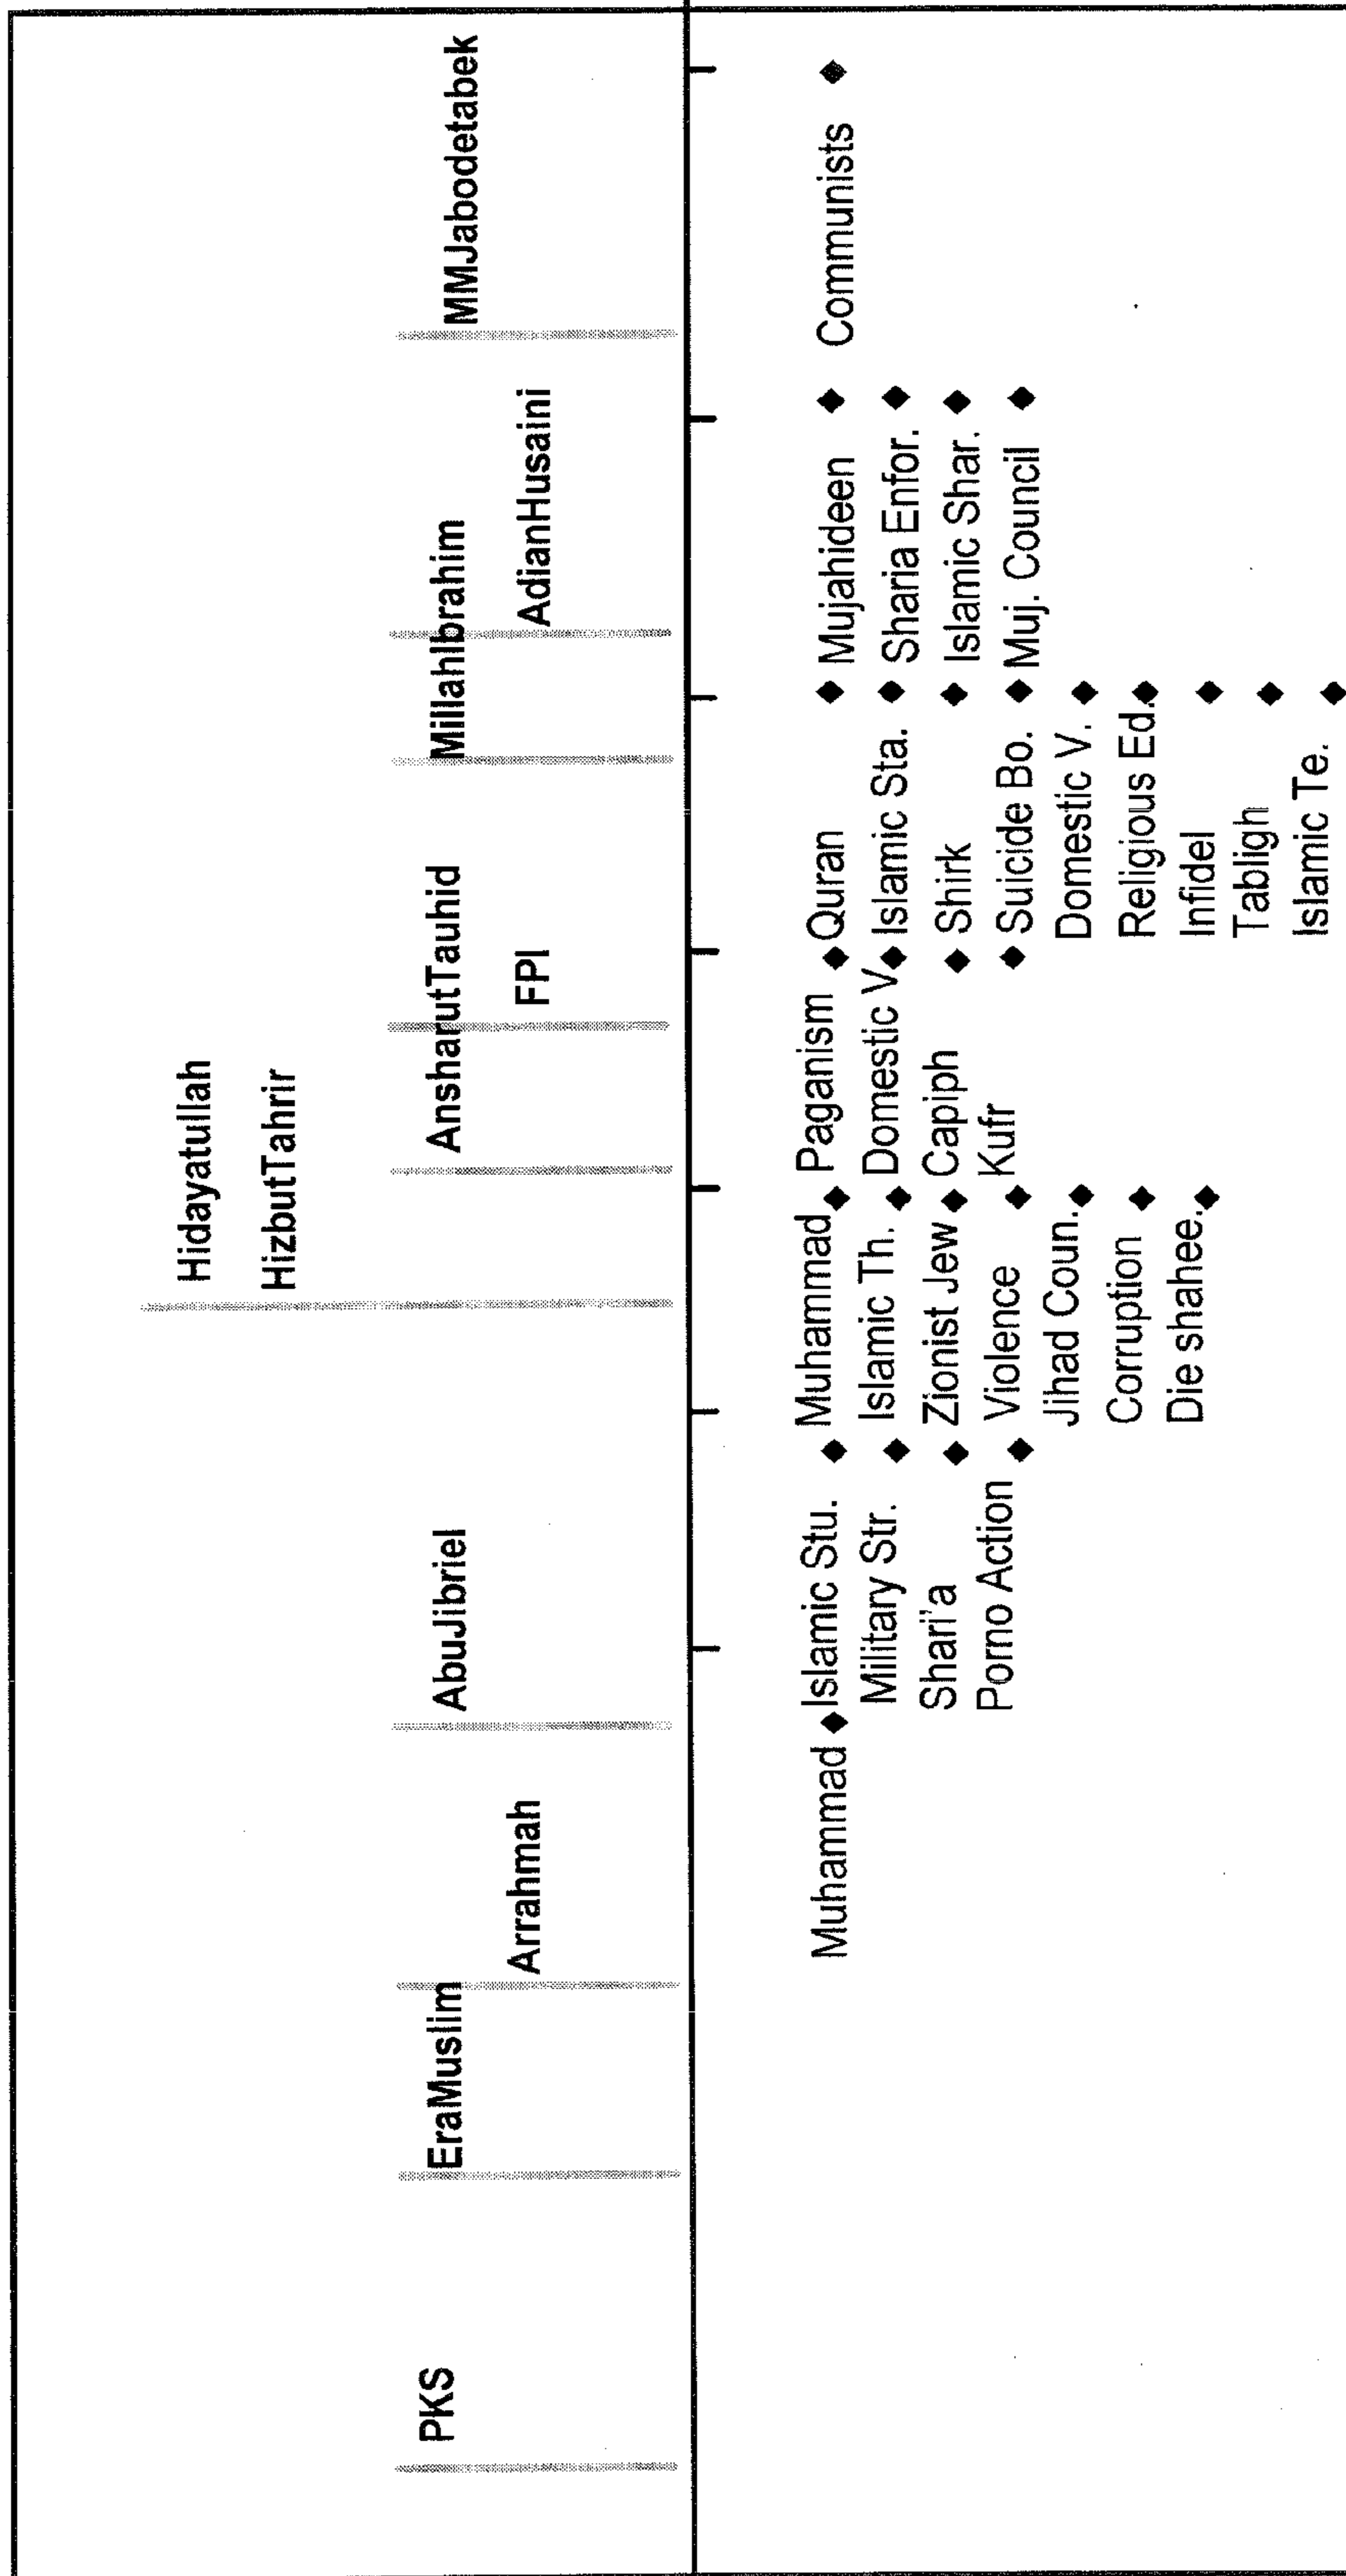 Hidayatullah
HizbutTahrir
PKS
EraMuslim
Arrahmah
AbuJibriel
AnsharutTauhid
FPI
MillahIbrahim
AdianHusaini
MMJabodetabek
Muhammad
Islamic Stu.
Military Str.
Shari'a
Porno Action
Muhammad
Islamic Th.
Zionist Jew
Violence
Jihad Coun.
Corruption
Die shahee.
Paganism
Domestic V
Capiph
Kufr
Quran
Islamic Sta.
Shirk
Suicide Bo.
Domestic V.
Religious Ed.
Infidel
Tabligh
Islamic Te.
Mujahideen
Sharia Enfor.
Islamic Shar.
Muj. Council
Communists